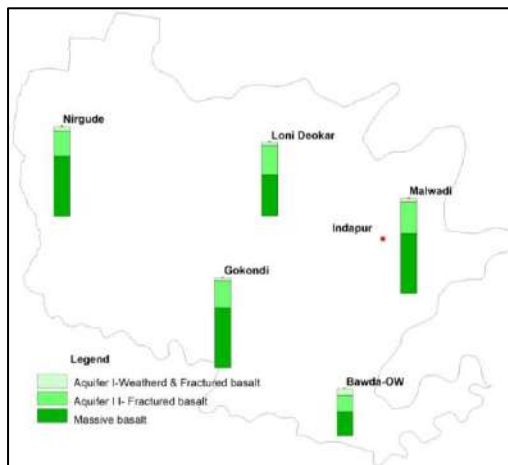 Nirgude
Loni Deokar
Malwadi
Indapur
Gokondi
Legend
Aquifer I-Weatherd & Fractured basalt
Aquifer I I- Fractured basalt
Massive basalt
Bawda-OW